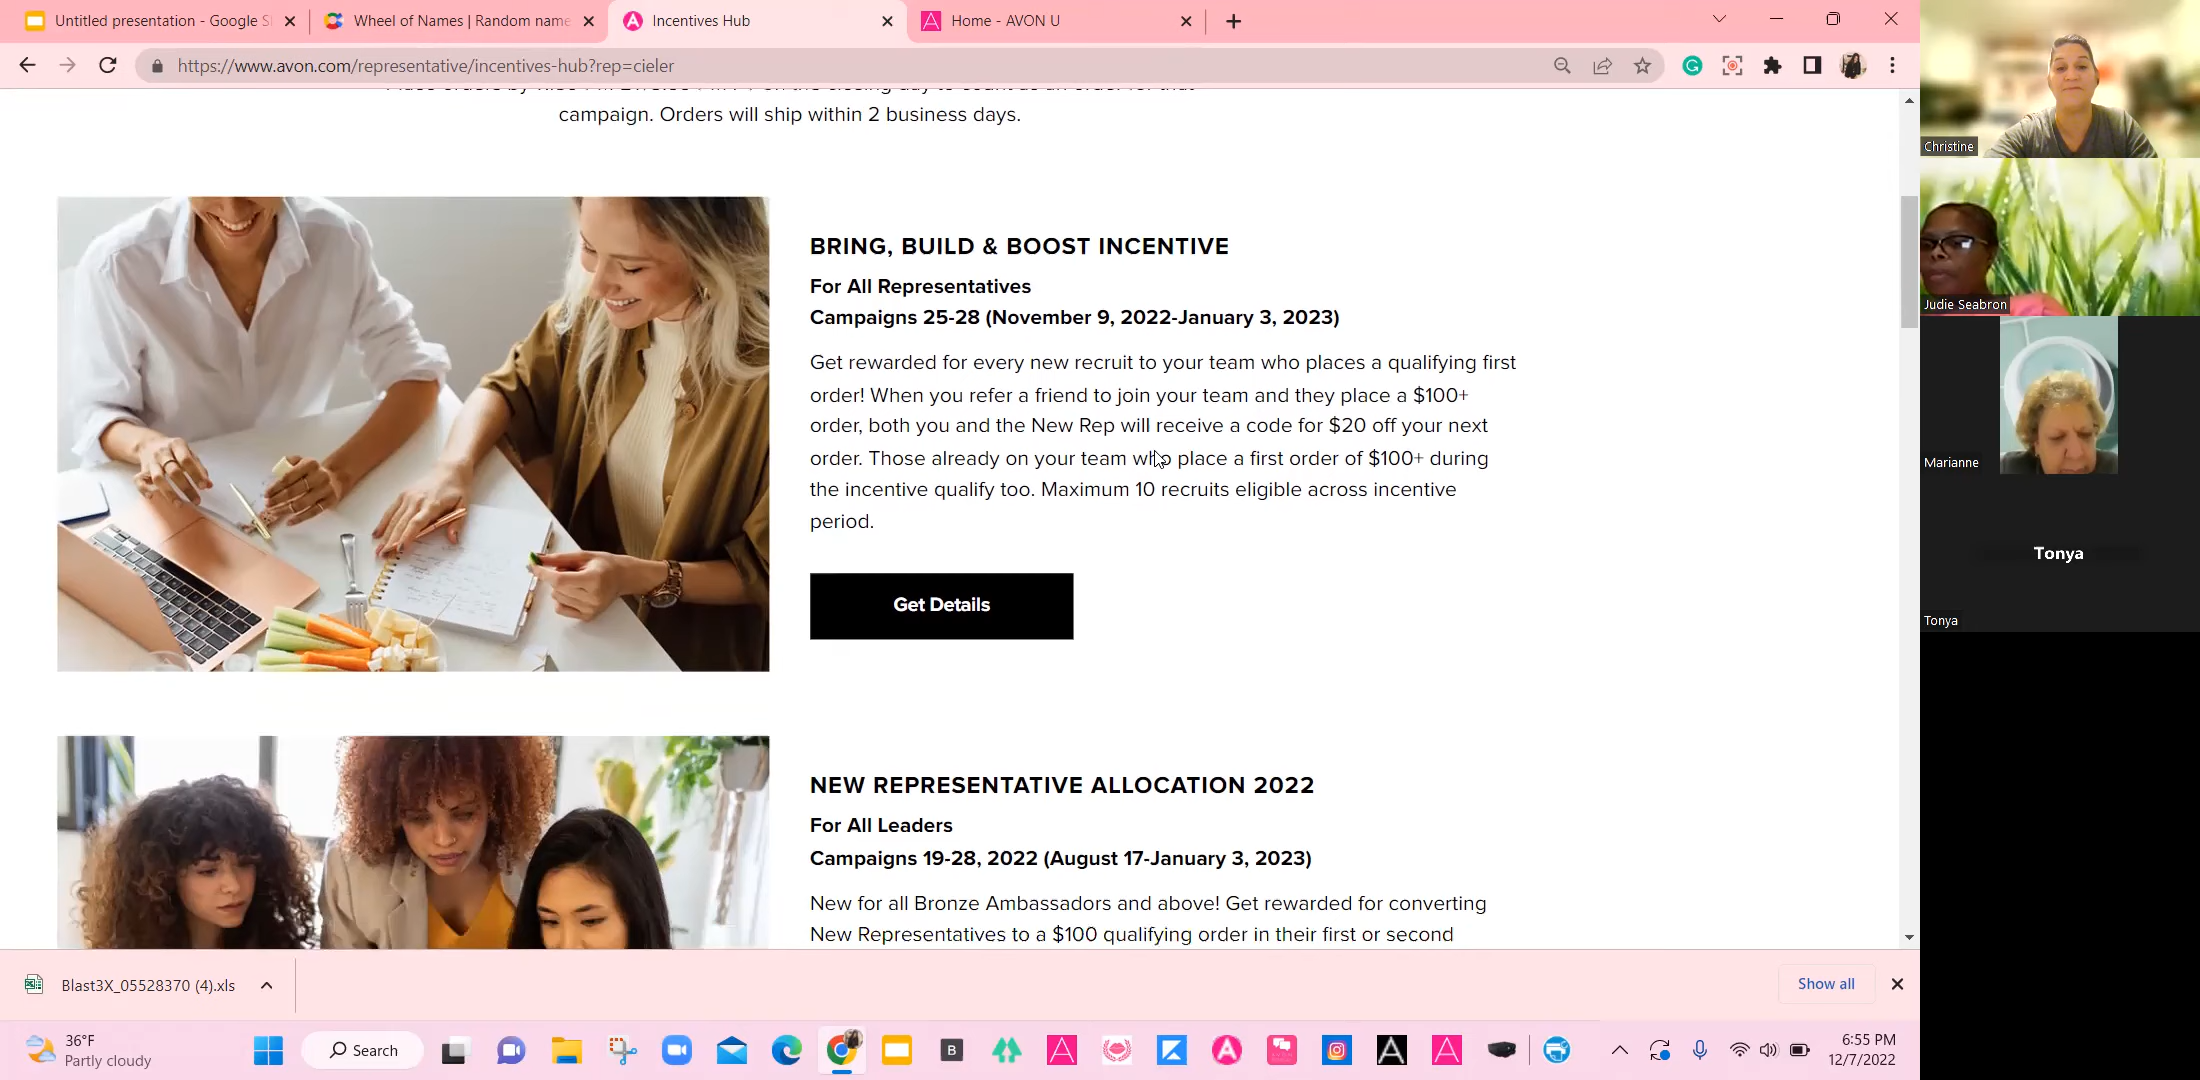 Untitled presentation - Google S
Wheel of Names | Random name
Incentives Hub
Home - AVON U
https://www.avon.com/representative/incentives-hub?rep=cieler
campaign. Orders will ship within 2 business days.
BRING, BUILD & BOOST INCENTIVE
For All Representatives
Campaigns 25-28 (November 9, 2022-January 3, 2023)
Get rewarded for every new recruit to your team who places a qualifying first
order! When you refer a friend to join your team and they place a $100+
order, both you and the New Rep will receive a code for $20 off your next
order. Those already on your team who place a first order of $100+ during
the incentive qualify too. Maximum 10 recruits eligible across incentive
period.
Get Details
NEW REPRESENTATIVE ALLOCATION 2022
For All Leaders
Campaigns 19-28, 2022 (August 17-January 3, 2023)
New for all Bronze Ambassadors and above! Get rewarded for converting
New Representatives to a $100 qualifying order in their first or second
Christine
Judie Seabron
Marianne
Tonya
Tonya
Blast3X_05528370 (4).xls
Show all
36°F
Partly cloudy
Search
B
6:55 PM
12/7/2022